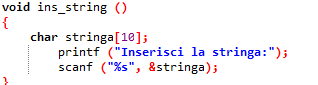 void ins_string ()
{
char stringa[10];
printf ("Inserisci la stringa:");
scanf ("%s", &stringa);
}